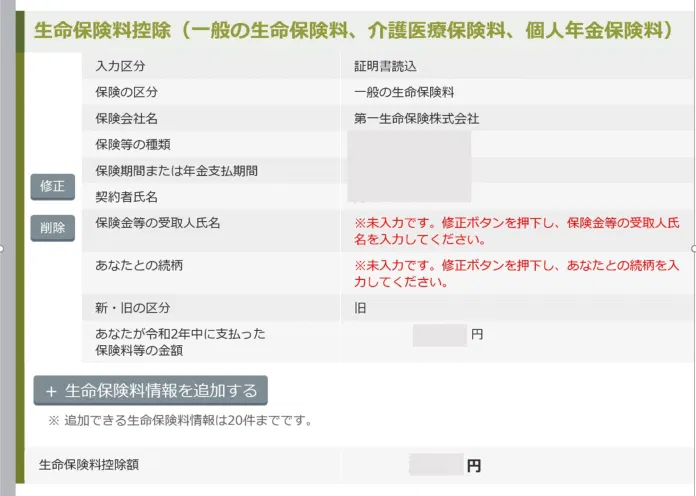 生命保険料控除（一般の生命保険料、介護医療保険料、個人年金保険料）
入力区分 証明書読込
保険の区分 一般の生命保険料
保険会社名 第一生命保険株式会社
保険等の種類
保険期間または年金支払期間
修正
契約者氏名
削除
保険金等の受取人氏名 ※未入力です。修正ボタンを押下し、保険金等の受取人氏
名を入力してください。
あなたとの続柄 ※未入力です。修正ボタンを押下し、あなたとの続柄を入
力してください。
新・旧の区分 旧
あなたが令和2年中に支払った
保険料等の金額 円
＋ 生命保険料情報を追加する
※ 追加できる生命保険料情報は20件までです。
生命保険料控除額 円